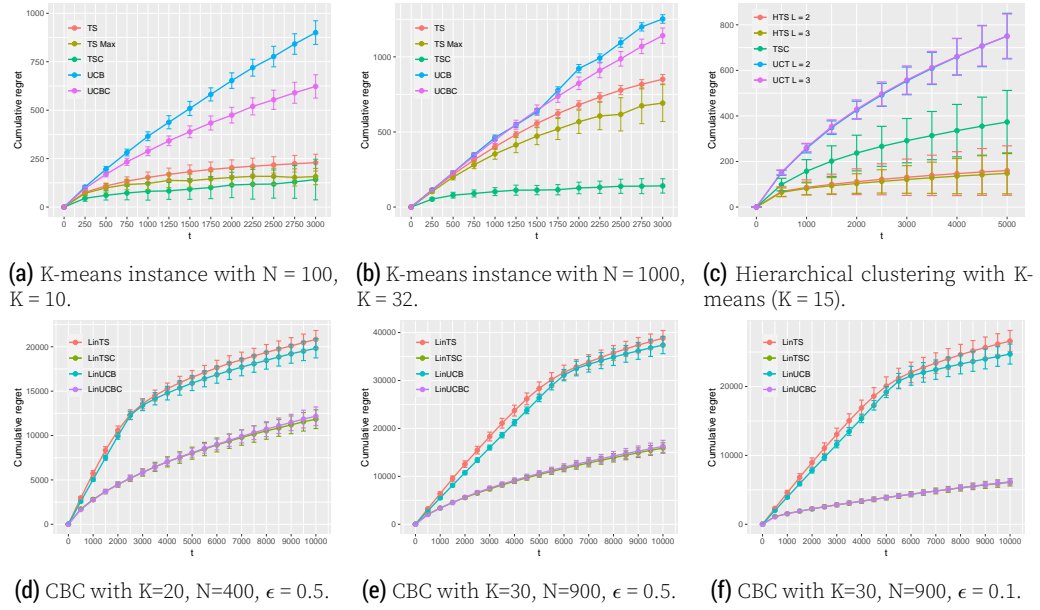 1000
750
500
250
0
Cumulative regret
TS
TS Max
TSC
UCB
UCBC
0 250 500 750 1000 1250 1500 1750 2000 2250 2500 2750 3000
t
(a) K-means instance with N = 100,
K = 10.
1000
500
0
Cumulative regret
TS
TS Max
TSC
UCB
UCBC
0 250 500 750 1000 1250 1500 1750 2000 2250 2500 2750 3000
t
(b) K-means instance with N = 1000,
K = 32.
800
600
400
200
0
Cumulative regret
HTS L = 2
HTS L = 3
TSC
UCT L = 2
UCT L = 3
0 1000 2000 3000 4000 5000
t
(c) Hierarchical clustering with K-
means (K = 15).
20000
15000
10000
5000
0
Cumulative regret
LinTS
LinTSC
LinUCB
LinUCBC
0 1000 2000 3000 4000 5000 6000 7000 8000 9000 10000
t
(d) CBC with K=20, N=400, ϵ = 0.5.
40000
30000
20000
10000
0
Cumulative regret
LinTS
LinTSC
LinUCB
LinUCBC
0 1000 2000 3000 4000 5000 6000 7000 8000 9000 10000
t
(e) CBC with K=30, N=900, ϵ = 0.5.
20000
10000
0
Cumulative regret
LinTS
LinTSC
LinUCB
LinUCBC
0 1000 2000 3000 4000 5000 6000 7000 8000 9000 10000
t
(f) CBC with K=30, N=900, ϵ = 0.1.